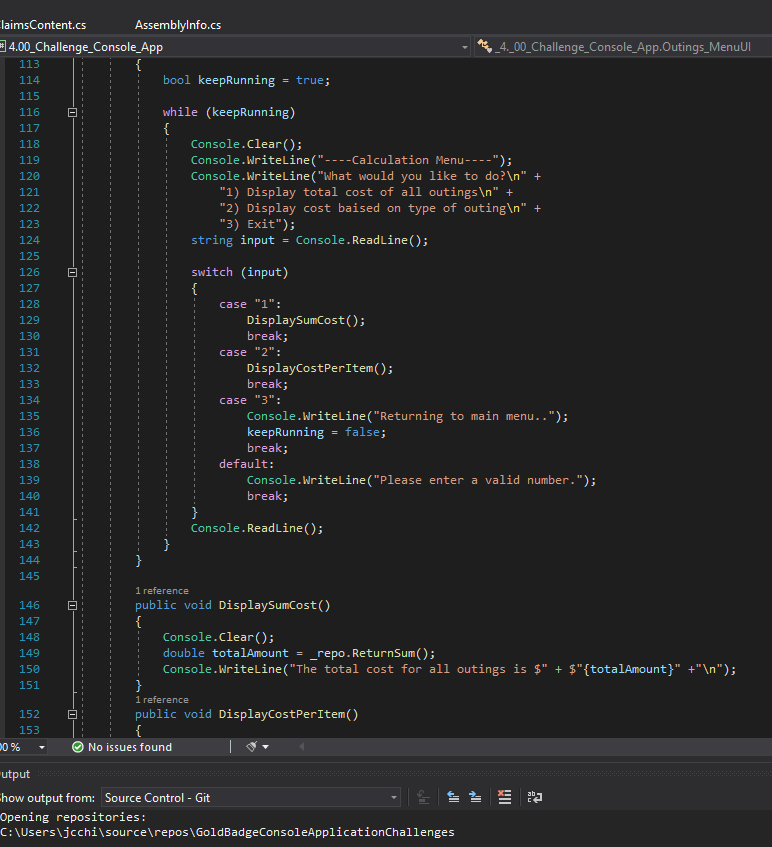 laimsContent.cs AssemblyInfo.cs
4.00_Challenge_Console_App _4._00_Challenge_Console_App.Outings_MenuUI
113 {
114 bool keepRunning = true;
115
116 while (keepRunning)
117 {
118 Console.Clear();
119 Console.WriteLine("----Calculation Menu----");
120 Console.WriteLine("What would you like to do?\n" +
121 "1) Display total cost of all outings\n" +
122 "2) Display cost baised on type of outing\n" +
123 "3) Exit");
124 string input = Console.ReadLine();
125
126 switch (input)
127 {
128 case "1":
129 DisplaySumCost();
130 break;
131 case "2":
132 DisplayCostPerItem();
133 break;
134 case "3":
135 Console.WriteLine("Returning to main menu..");
136 keepRunning = false;
137 break;
138 default:
139 Console.WriteLine("Please enter a valid number.");
140 break;
141 }
142 Console.ReadLine();
143 }
144 }
145
1 reference
146 public void DisplaySumCost()
147 {
148 Console.Clear();
149 double totalAmount = _repo.ReturnSum();
150 Console.WriteLine("The total cost for all outings is $" + $"{totalAmount}" +"\n");
151 }
1 reference
152 public void DisplayCostPerItem()
153 {
00 % No issues found
utput
how output from: Source Control - Git
Opening repositories:
C:\Users\jcchi\source\repos\GoldBadgeConsoleApplicationChallenges